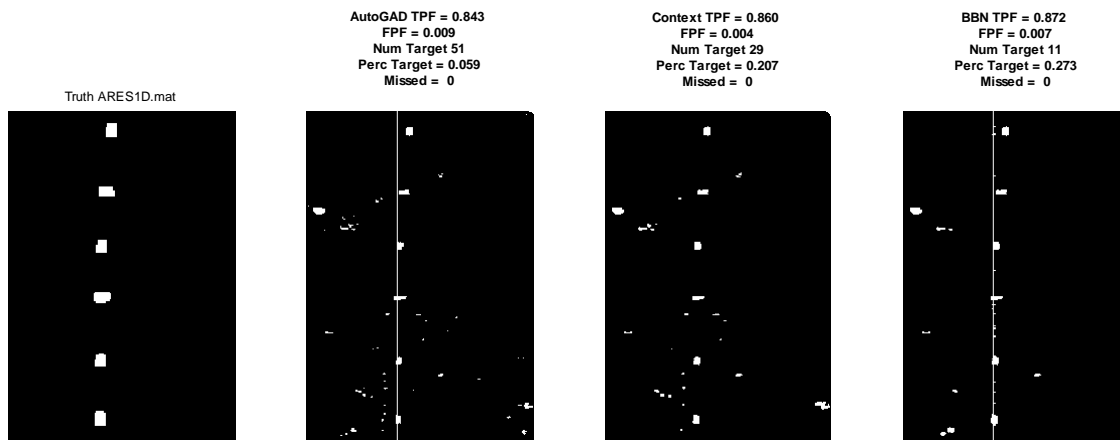 Truth ARES1D.mat
AutoGAD TPF = 0.843
FPF = 0.009
Num Target 51
Perc Target = 0.059
Missed =  0
Context TPF = 0.860
FPF = 0.004
Num Target 29
Perc Target = 0.207
Missed =  0
BBN TPF = 0.872
FPF = 0.007
Num Target 11
Perc Target = 0.273
Missed =  0